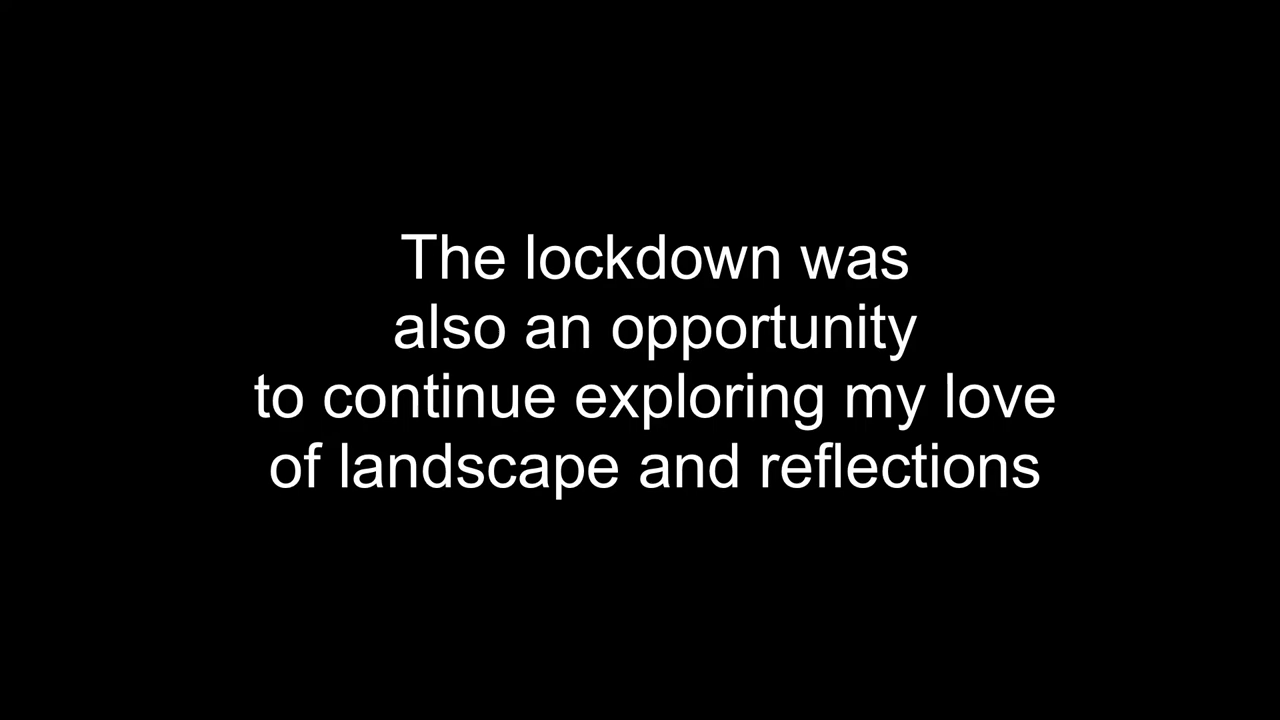 The lockdown was
also an opportunity
to continue exploring my love
of landscape and reflections